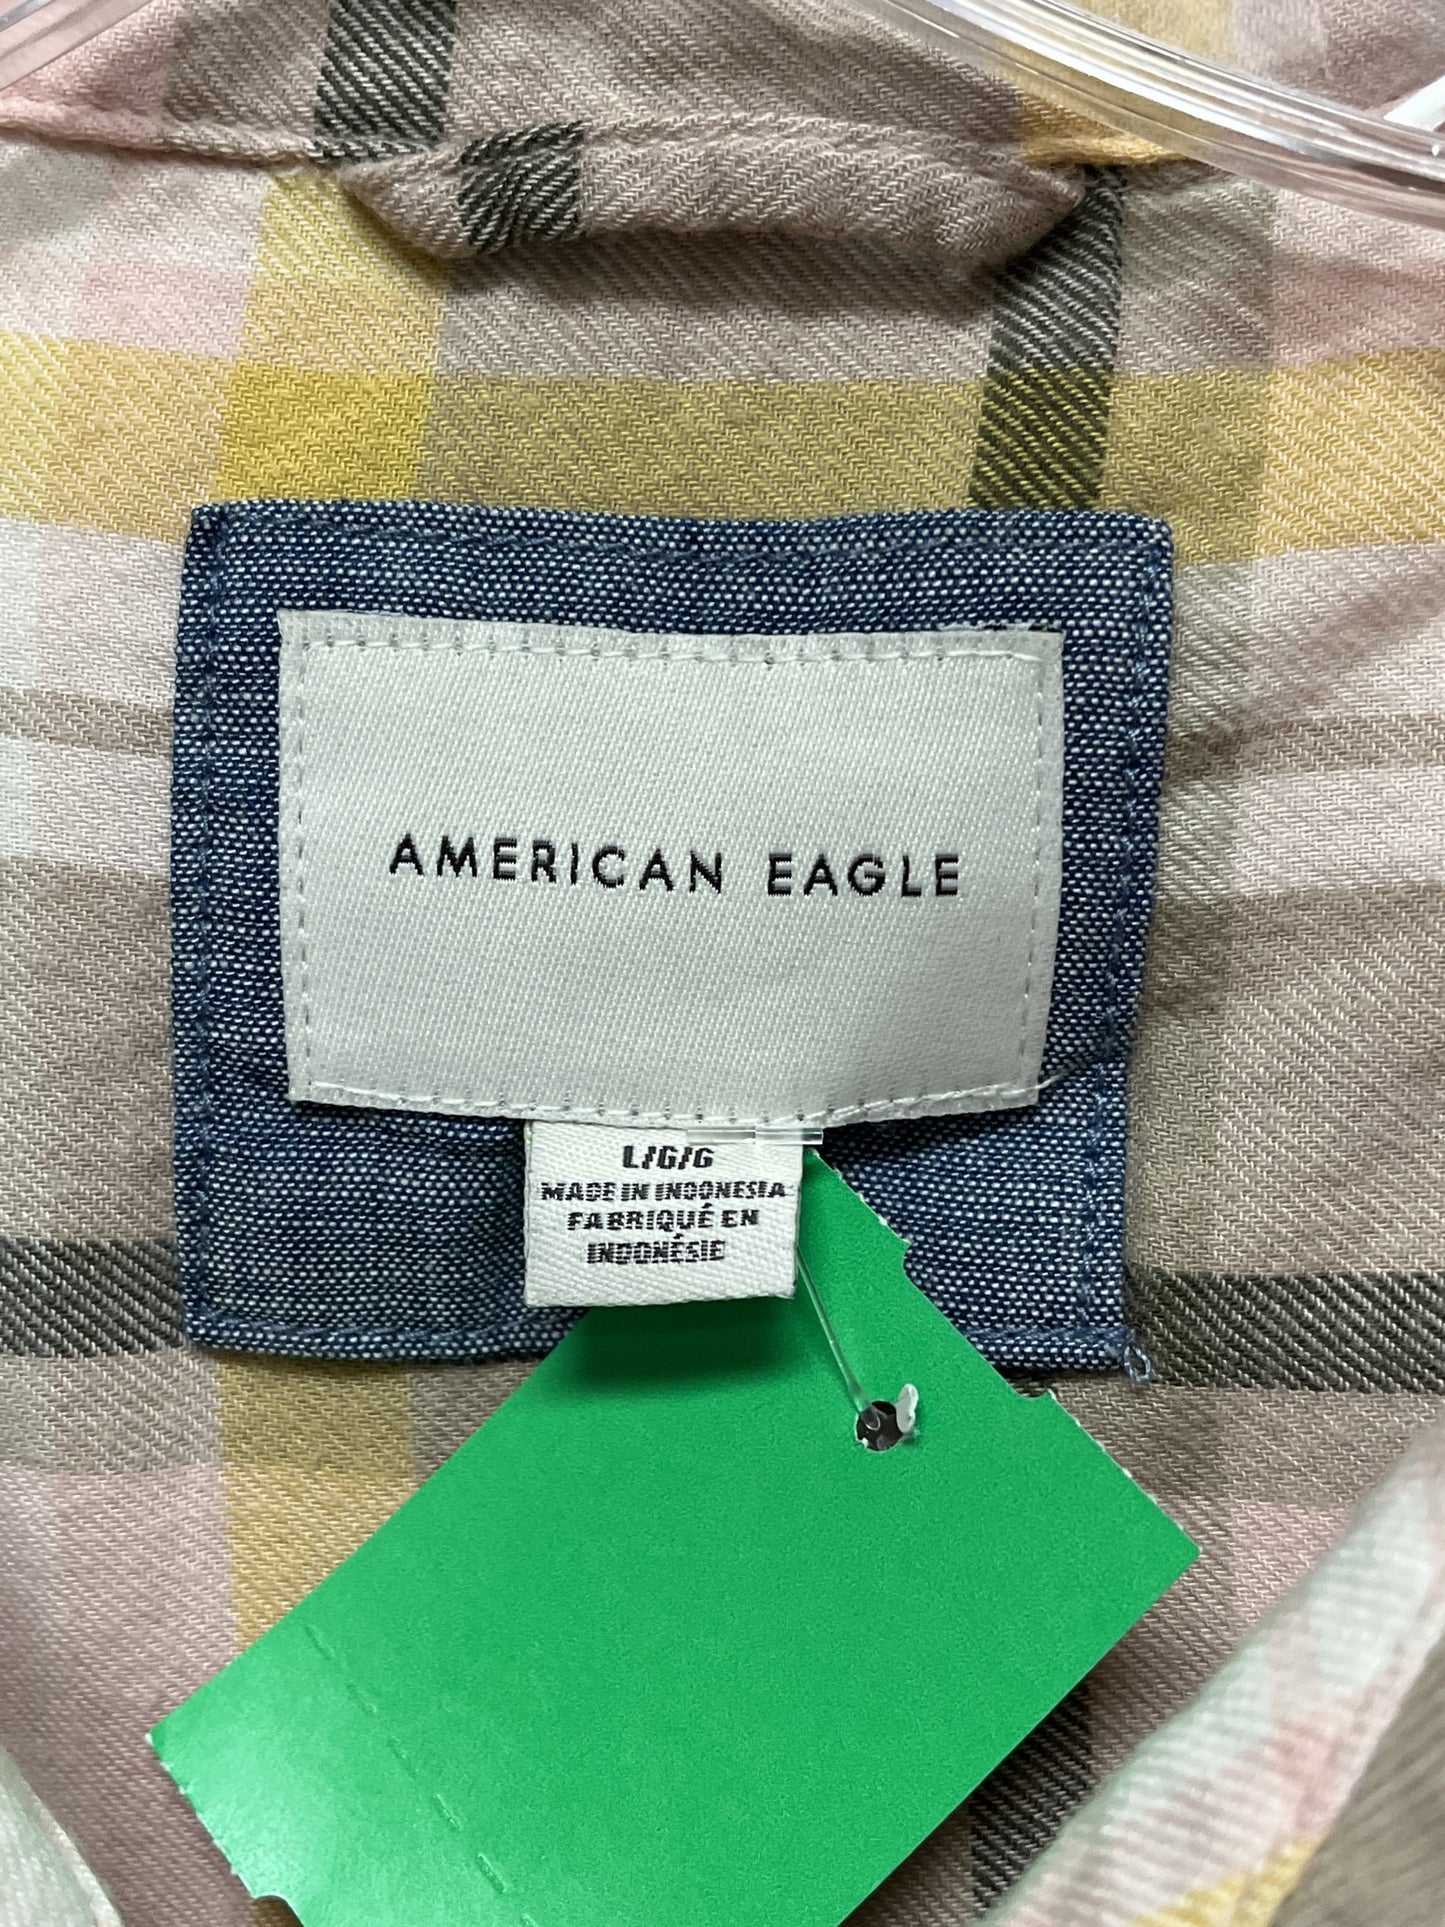 AMERICAN EAGLE
L/G/G
MADE IN INDONESIA
FABRIQUÉ EN
INDONÉSIE